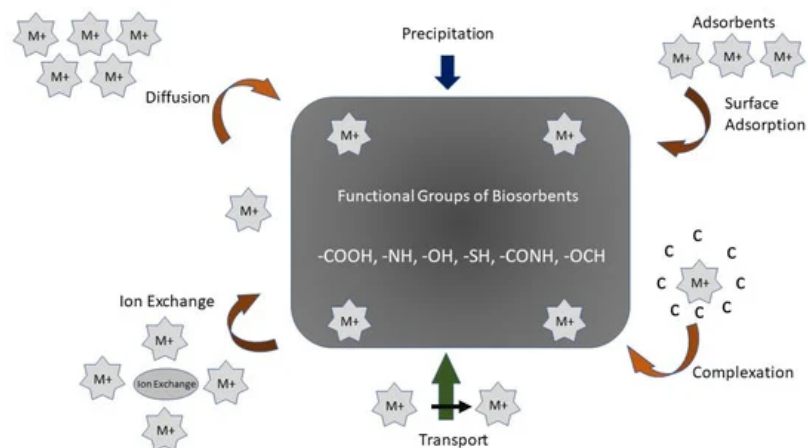 M+ M+ M+
M+ M+
Diffusion
Precipitation
Adsorbents
M+ M+ M+
Surface
Adsorption
M+ M+
Functional Groups of Biosorbents
-COOH, -NH, -OH, -SH, -CONH, -OCH
M+ M+
M+
Ion Exchange
M+
M+ Ion Exchange M+
M+
C
C C
C M+ C
C C C
Complexation
M+ M+
Transport